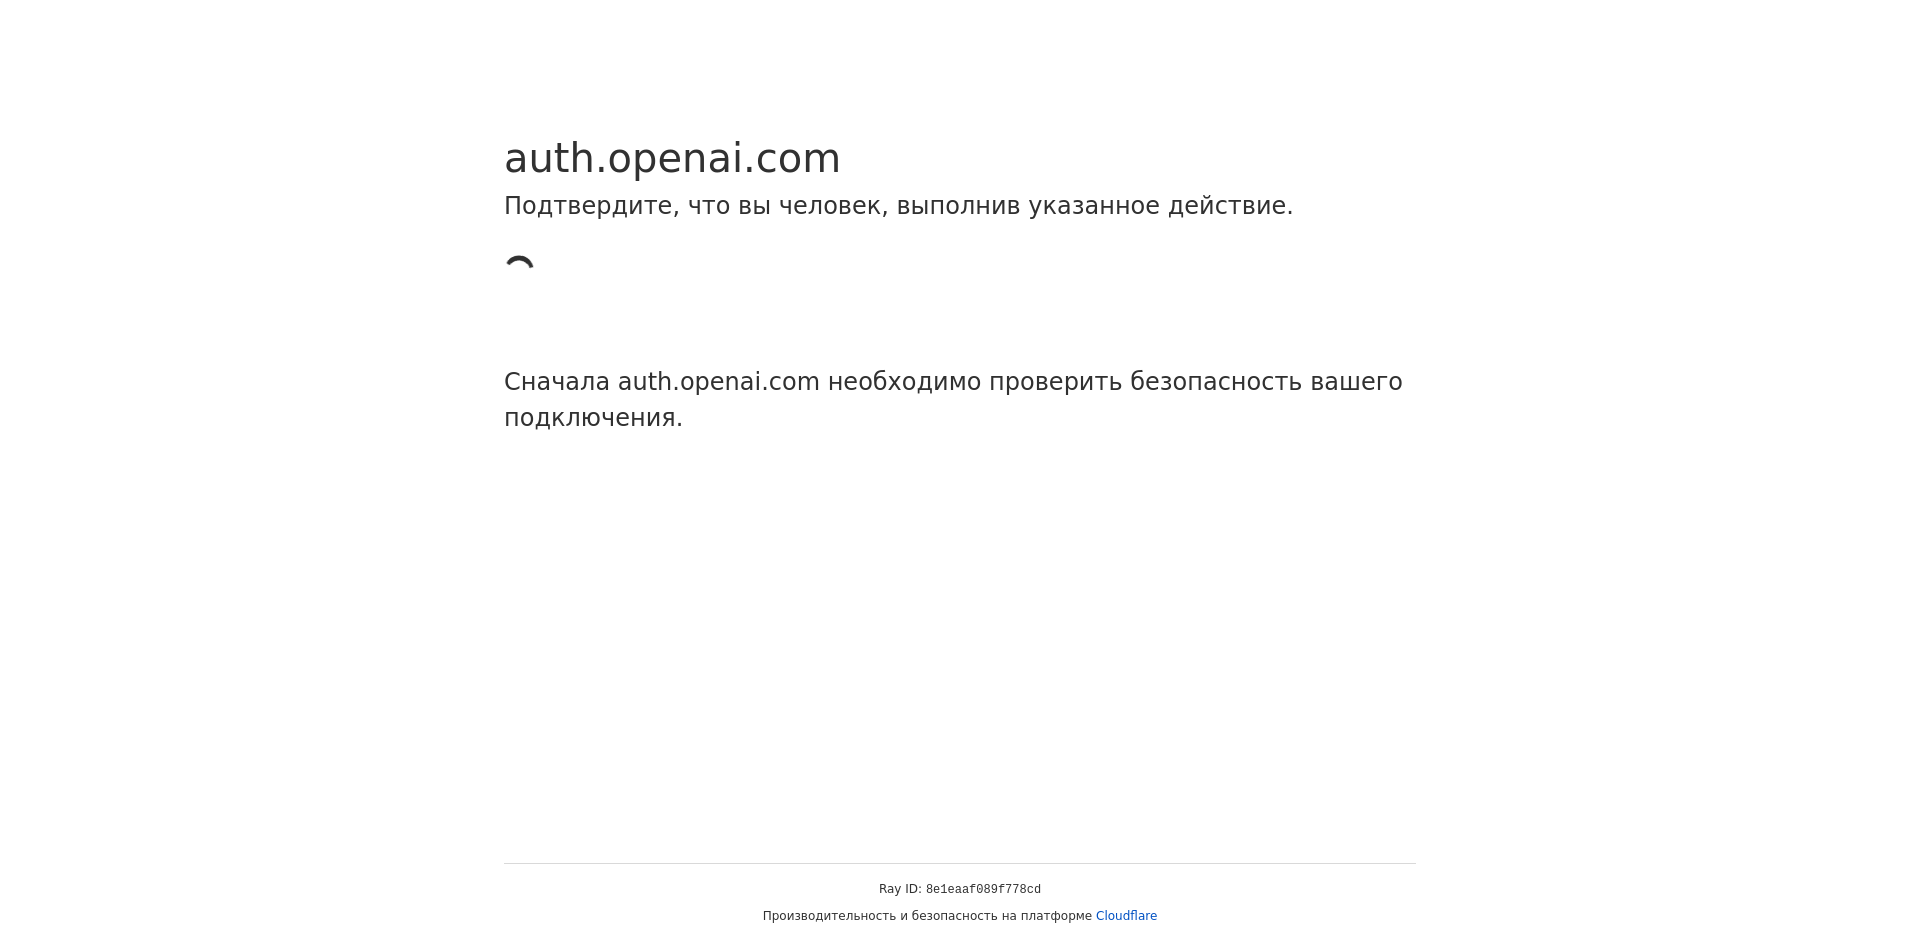 auth.openai.com
Подтвердите, что вы человек, выполнив указанное действие.
Сначала auth.openai.com необходимо проверить безопасность вашего
подключения.
Ray ID: 8e1eaaf089f778cd
Производительность и безопасность на платформе Cloudflare